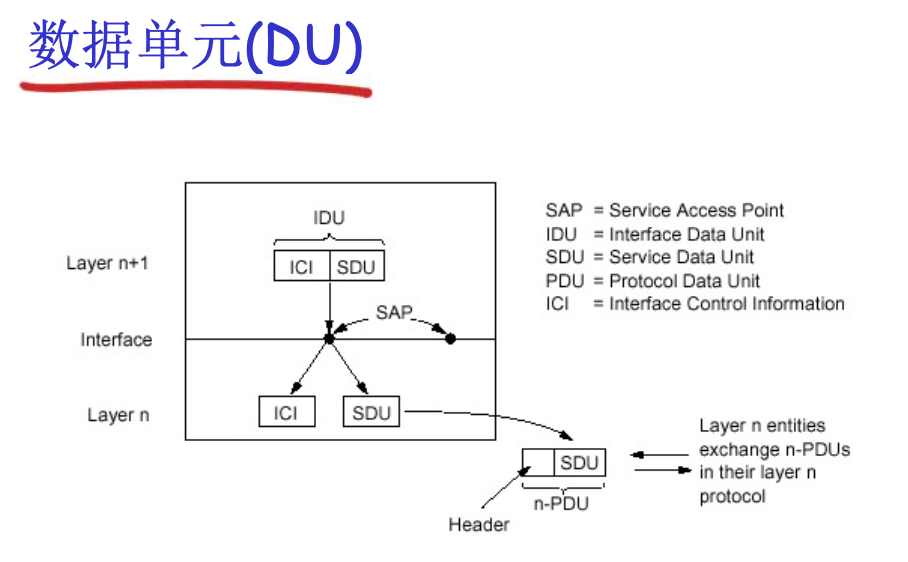 数据单元(DU)
SAP = Service Access Point
IDU = Interface Data Unit
SDU = Service Data Unit
PDU = Protocol Data Unit
ICI = Interface Control Information
IDU
Layer n+1
ICI SDU
SAP
Interface
Layer n
ICI SDU
Layer n entities
exchange n-PDUs
in their layer n
protocol
SDU
n-PDU
Header